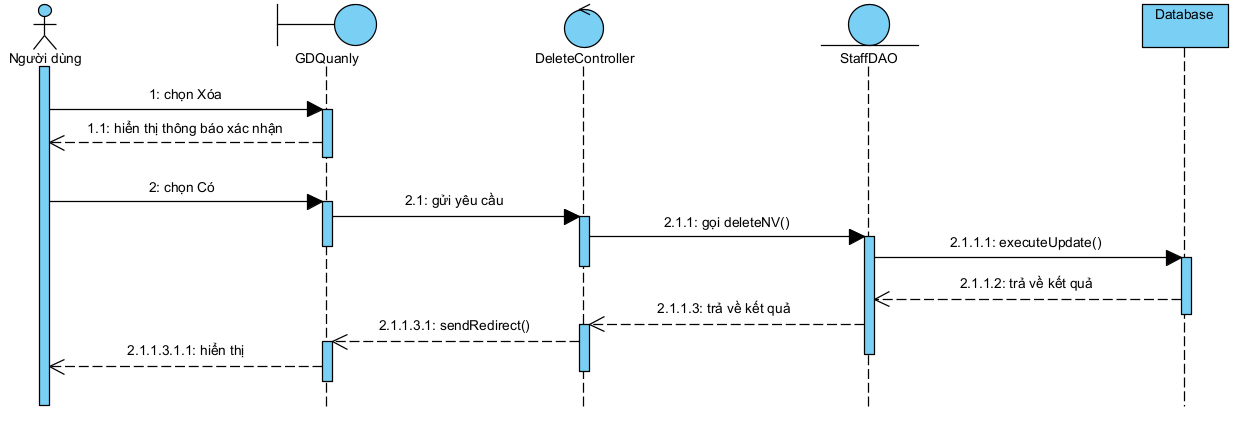 Database
Người dùng
GDQuanly
DeleteController
StaffDAO
1: chọn Xóa
1.1: hiển thị thông báo xác nhận
2: chọn Có
2.1: gửi yêu cầu
2.1.1: gọi deleteNV()
2.1.1.1: executeUpdate()
2.1.1.2: trả về kết quả
2.1.1.3: trả về kết quả
2.1.1.3.1: sendRedirect()
2.1.1.3.1.1: hiển thị